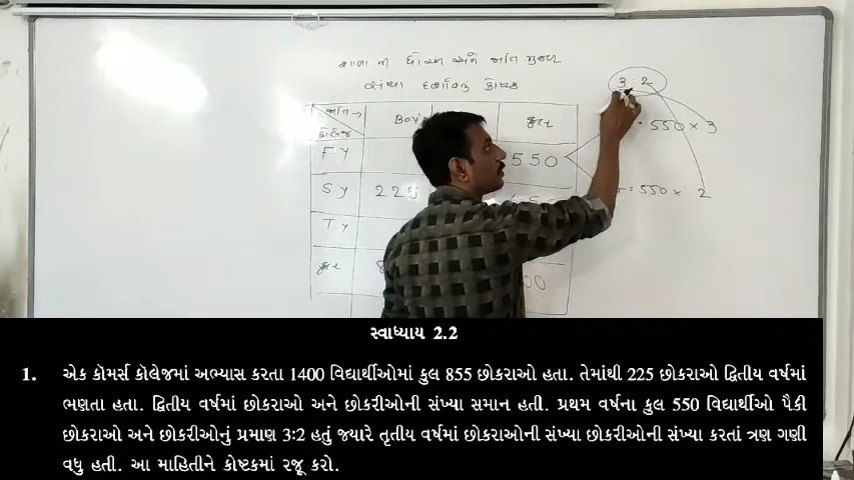 3 : 2
Boys
કુલ
F.Y
550
= 550 × 3
S.Y
225
= 550 × 2
T.Y
કુલ
00
સ્વાધ્યાય 2.2
1. એક કૉમર્સ કૉલેજમાં અભ્યાસ કરતા 1400 વિદ્યાર્થીઓમાં કુલ 855 છોકરાઓ હતા. તેમાંથી 225 છોકરાઓ દ્વિતીય વર્ષમાં
ભણતા હતા. દ્વિતીય વર્ષમાં છોકરાઓ અને છોકરીઓની સંખ્યા સમાન હતી. પ્રથમ વર્ષના કુલ 550 વિદ્યાર્થીઓ પૈકી
છોકરાઓ અને છોકરીઓનું પ્રમાણ 3:2 હતું જ્યારે તૃતીય વર્ષમાં છોકરાઓની સંખ્યા છોકરીઓની સંખ્યા કરતાં ત્રણ ગણી
વધુ હતી. આ માહિતીને કોષ્ટકમાં રજૂ કરો.